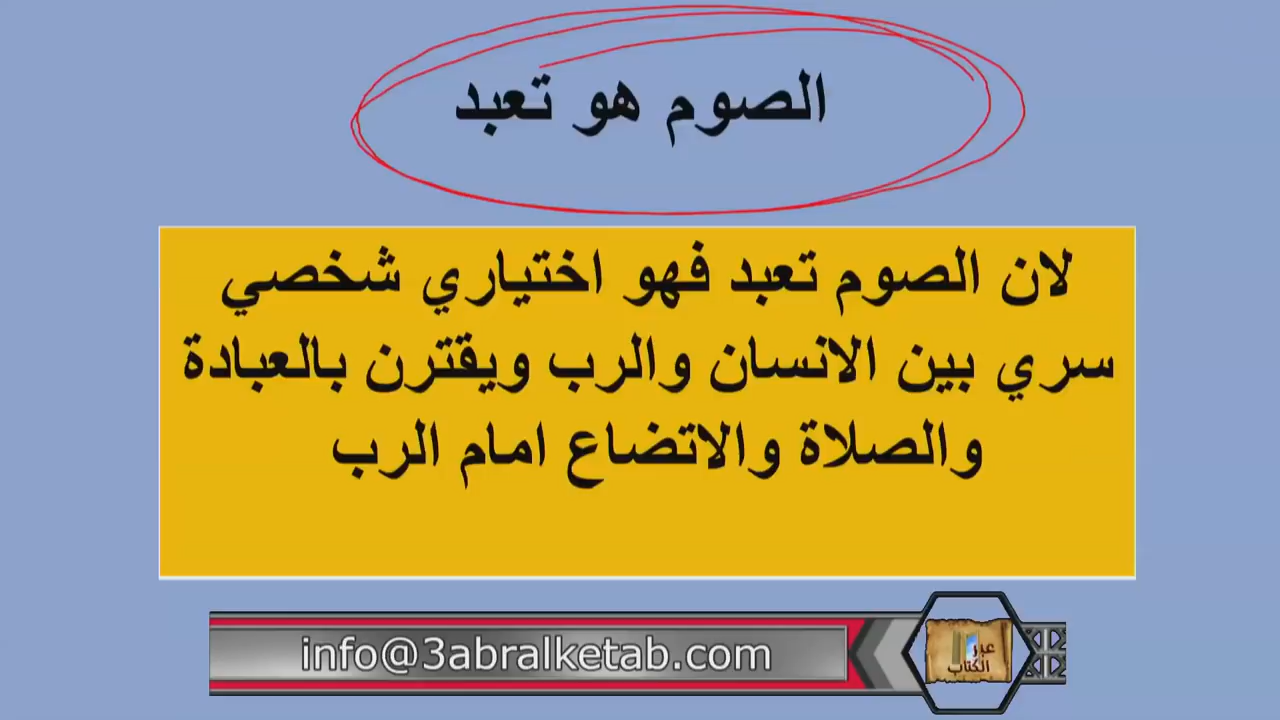 الصوم هو تعبد
لان الصوم تعبد فهو اختياري شخصي
سري بين الانسان والرب ويقترن بالعبادة
والصلاة والاتضاع امام الرب
info@3abralketab.com
عبر
الكتاب